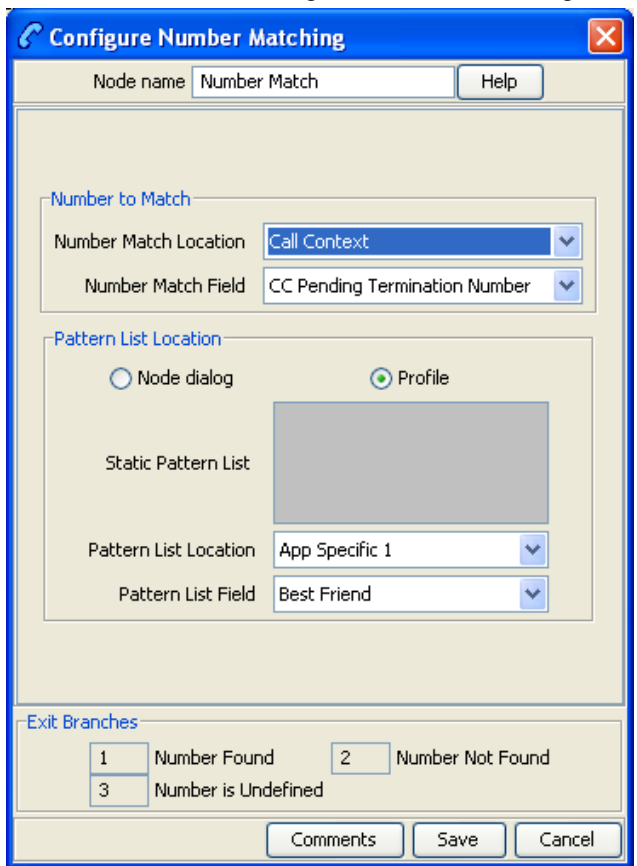 Configure Number Matching
Node name Number Match Help
Number to Match
Number Match Location Call Context
Number Match Field CC Pending Termination Number
Pattern List Location
Node dialog Profile
Static Pattern List
Pattern List Location App Specific 1
Pattern List Field Best Friend
Exit Branches
1 Number Found 2 Number Not Found
3 Number is Undefined
Comments Save Cancel